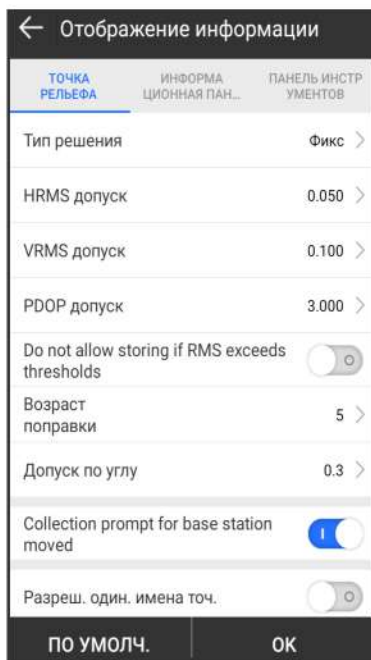 Отображение информации
ТОЧКА
РЕЛЬЕФА
ИНФОРМА
ЦИОННАЯ ПАН...
ПАНЕЛЬ ИНСТР
УМЕНТОВ
Тип решения Фикс
HRMS допуск 0.050
VRMS допуск 0.100
PDOP допуск 3.000
Do not allow storing if RMS exceeds
thresholds
Возраст
поправки 5
Допуск по углу 0.3
Collection prompt for base station
moved
Разреш. один. имена точ.
ПО УМОЛЧ. ОК